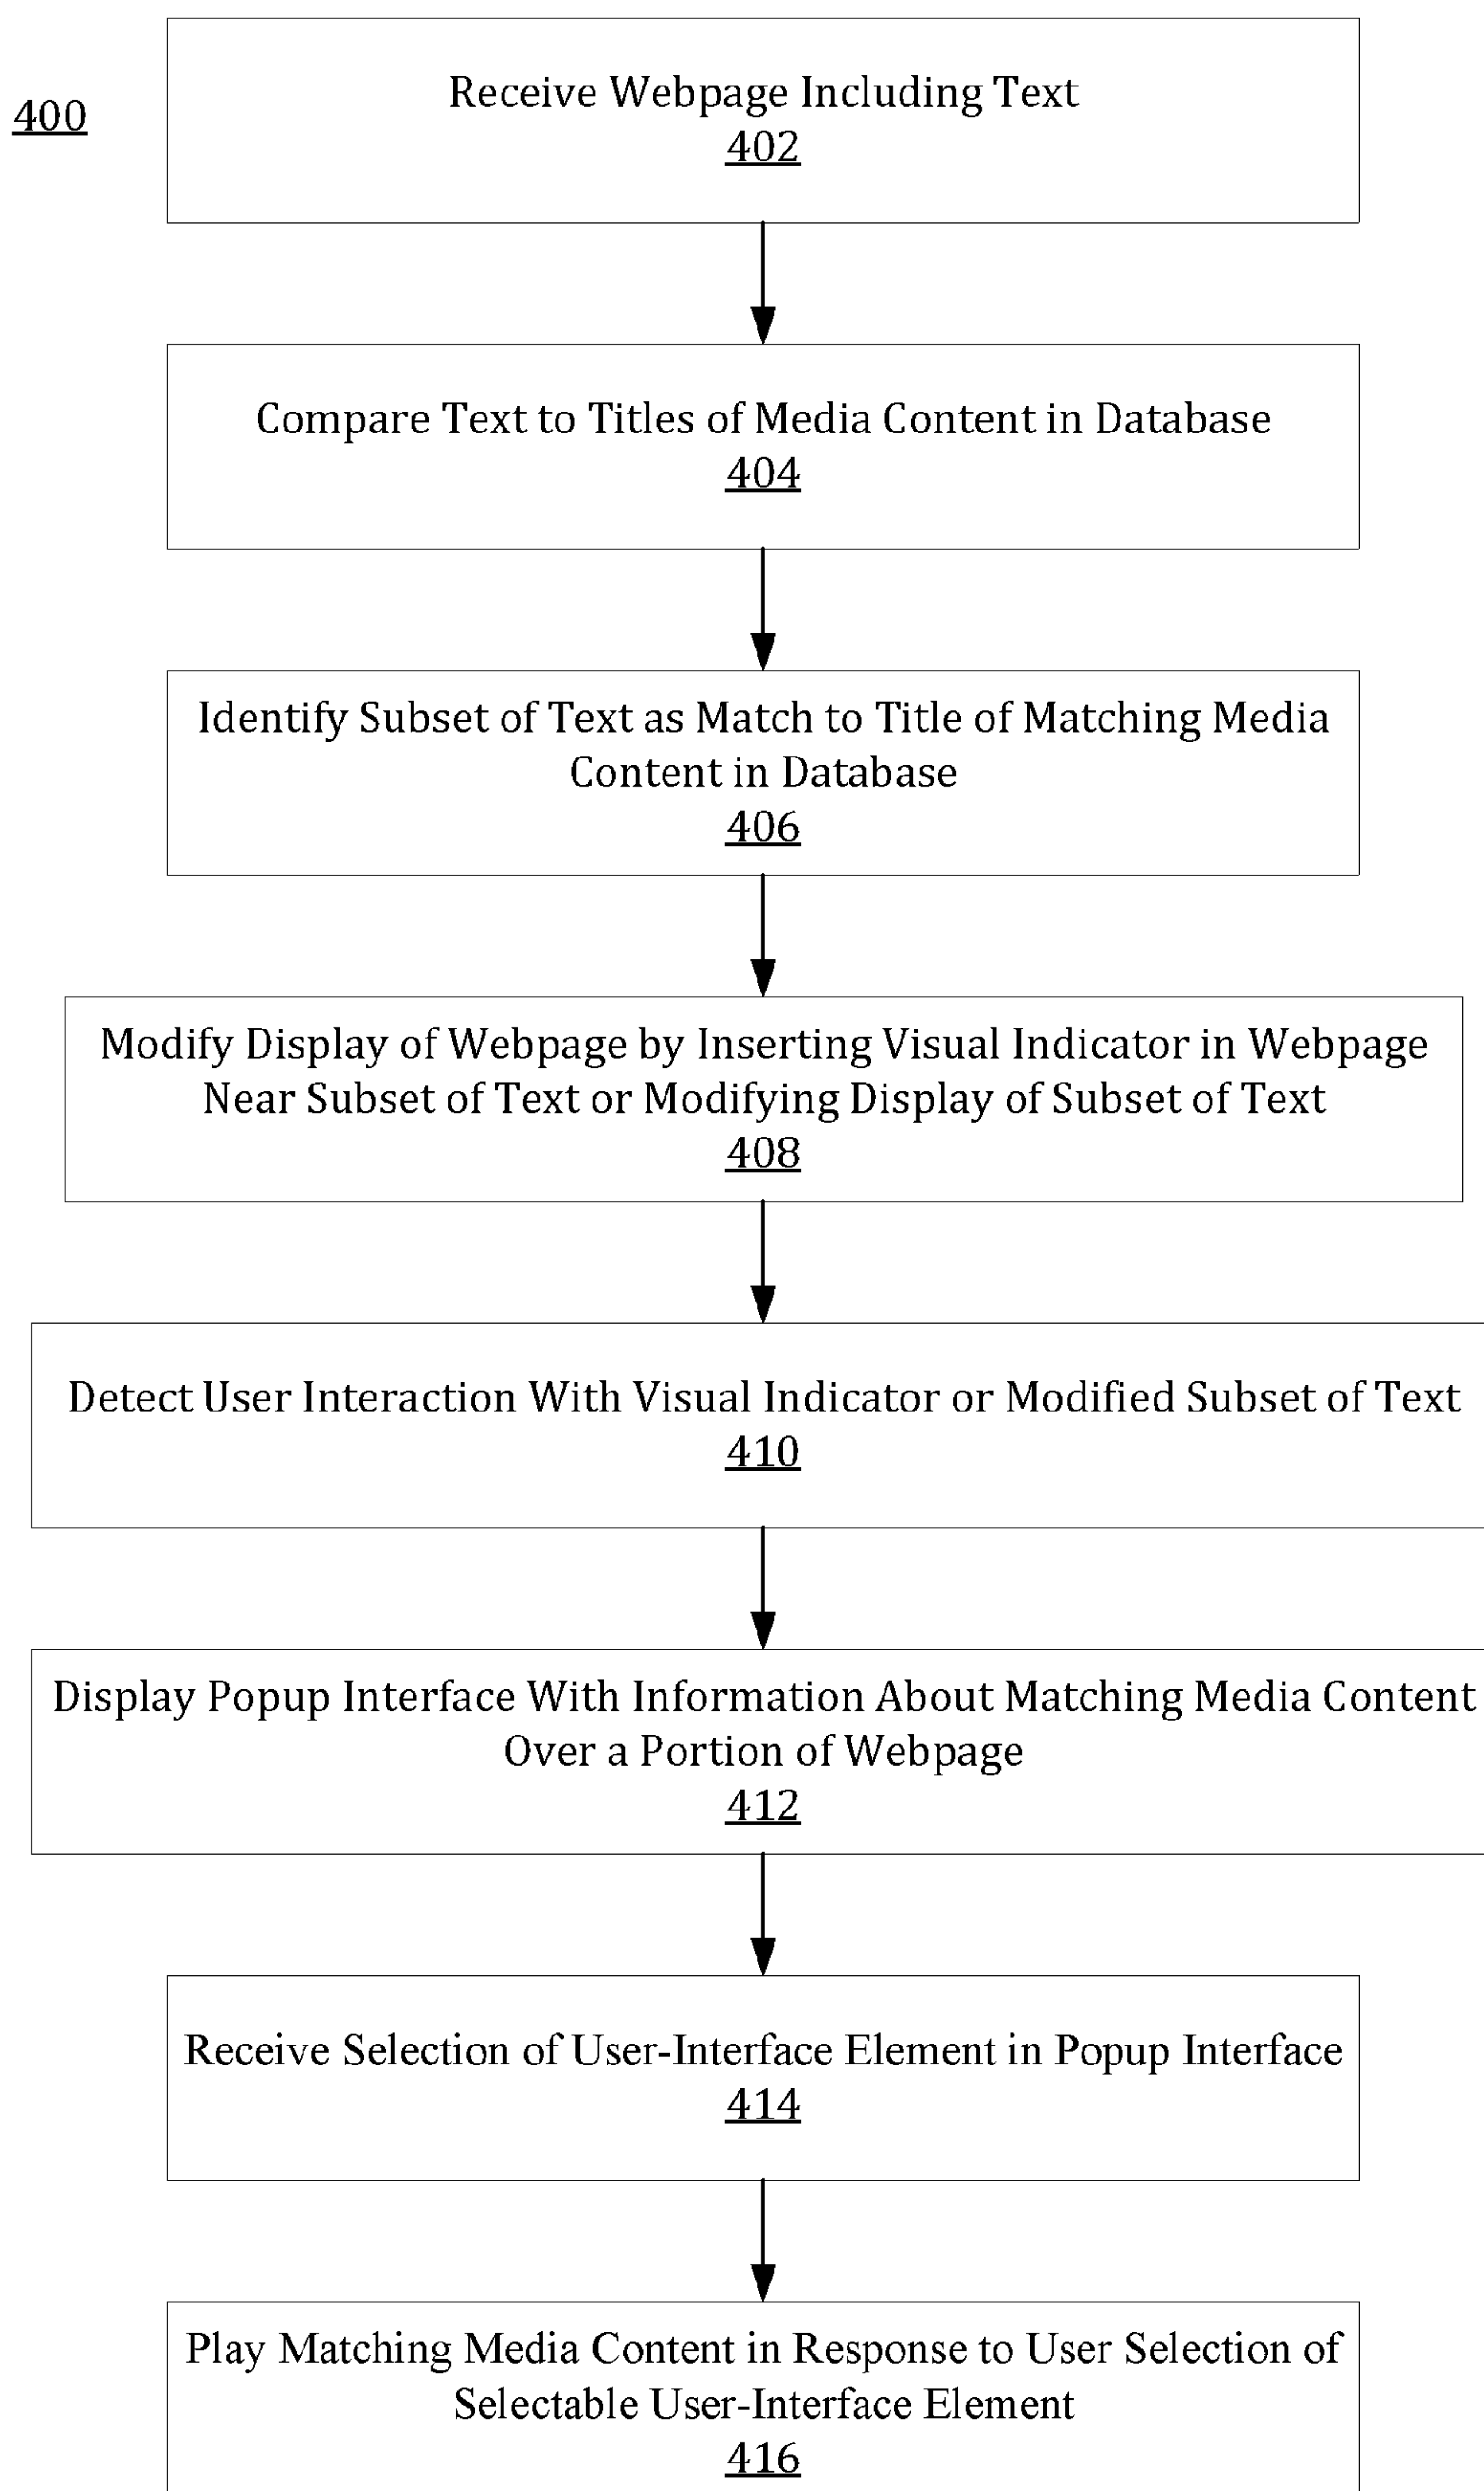 400
Receive Webpage Including Text
402
Compare Text to Titles of Media Content in Database
404
Identify Subset of Text as Match to Title of Matching Media
Content in Database
406
Modify Display of Webpage by Inserting Visual Indicator in Webpage
Near Subset of Text or Modifying Display of Subset of Text
408
Detect User Interaction With Visual Indicator or Modified Subset of Text
410
Display Popup Interface With Information About Matching Media Content
Over a Portion of Webpage
412
Receive Selection of User-Interface Element in Popup Interface
414
Play Matching Media Content in Response to User Selection of
Selectable User-Interface Element
416